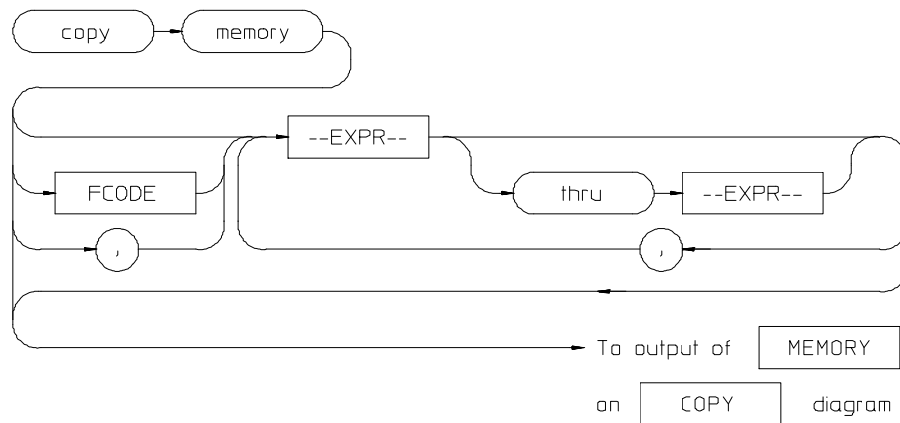 copy memory
--EXPR--
FCODE thru --EXPR--
, ,
To output of MEMORY
on COPY diagram